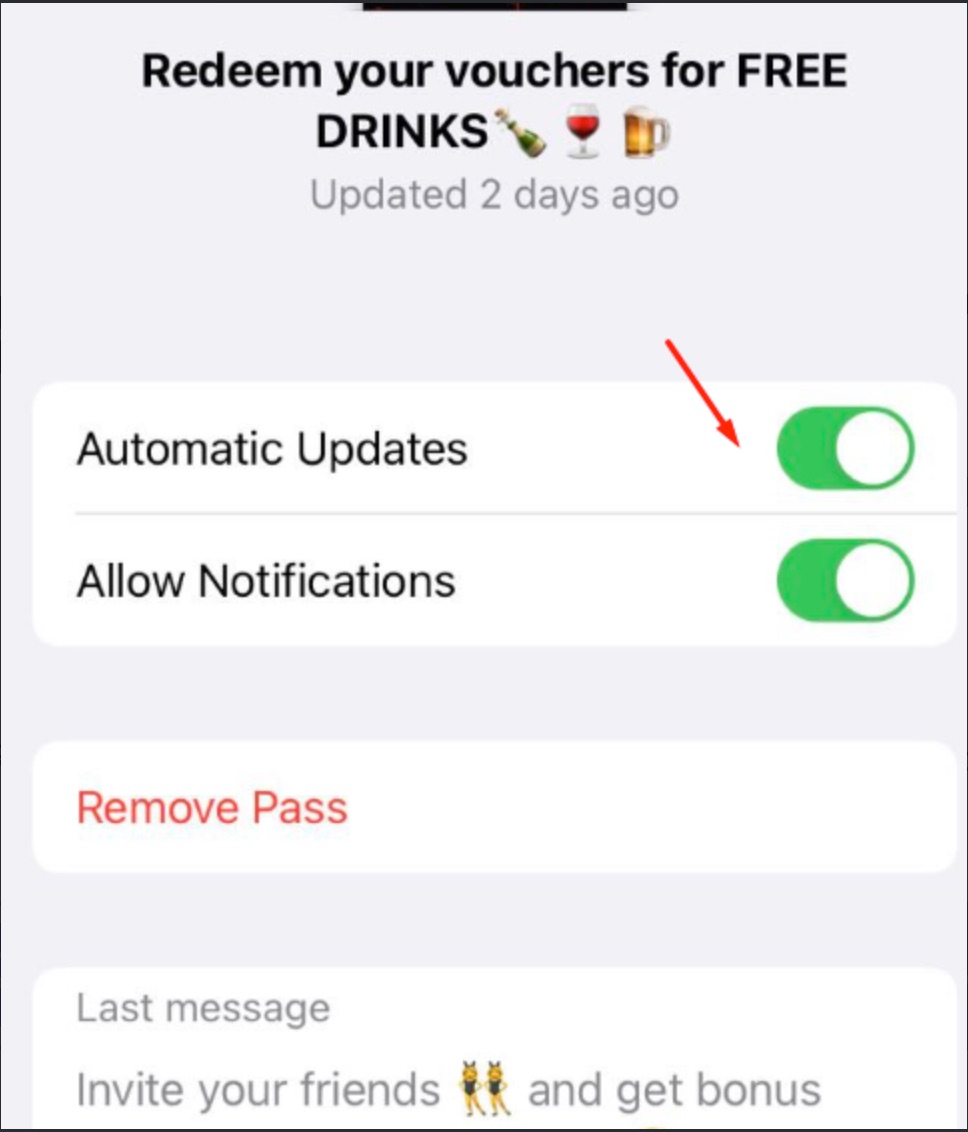 Redeem your vouchers for FREE
DRINKS🍾🍷🍺
Updated 2 days ago
Automatic Updates
Allow Notifications
Remove Pass
Last message
Invite your friends 👯 and get bonus